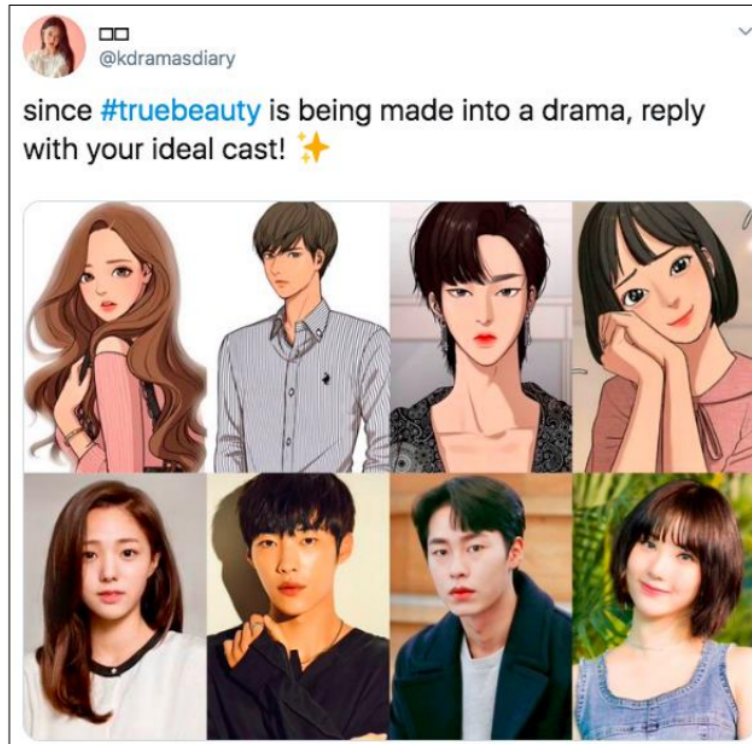 @kdramasdiary
since #truebeauty is being made into a drama, reply
with your ideal cast! ✨